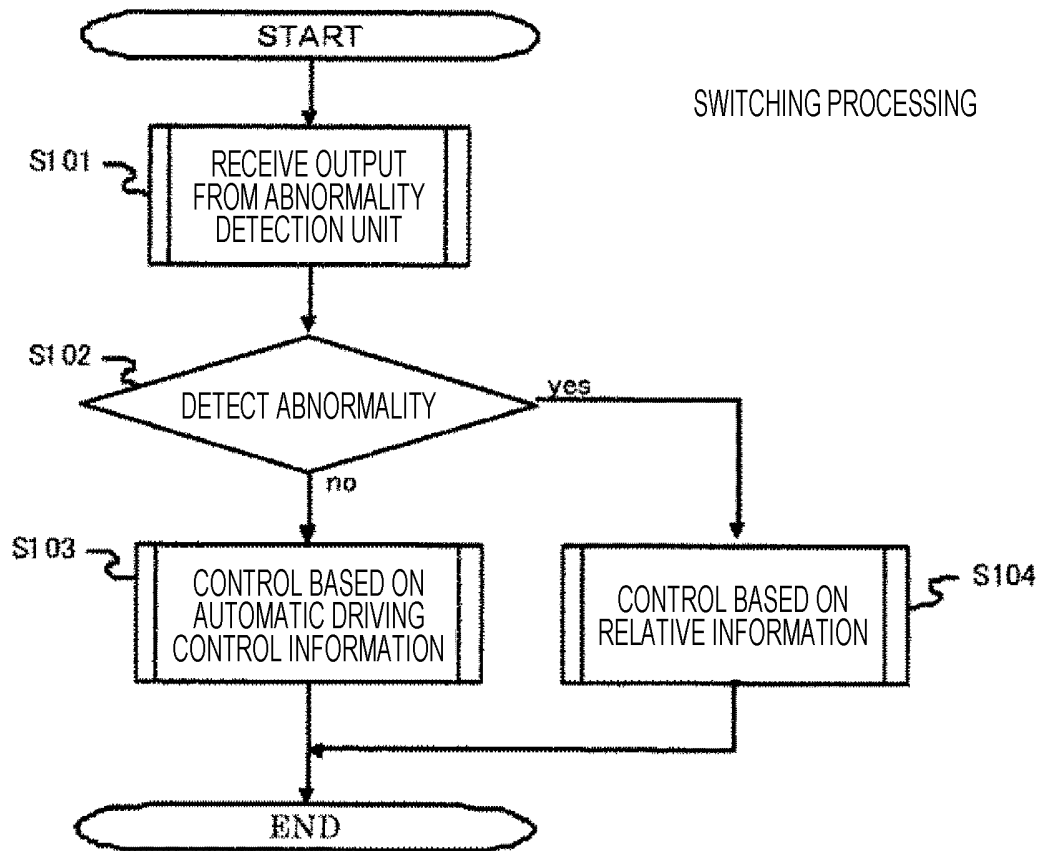 START
SWITCHING PROCESSING
S101
RECEIVE OUTPUT
FROM ABNORMALITY
DETECTION UNIT
S102
DETECT ABNORMALITY
yes
no
S103
CONTROL BASED ON
AUTOMATIC DRIVING
CONTROL INFORMATION
CONTROL BASED ON
RELATIVE INFORMATION
S104
END